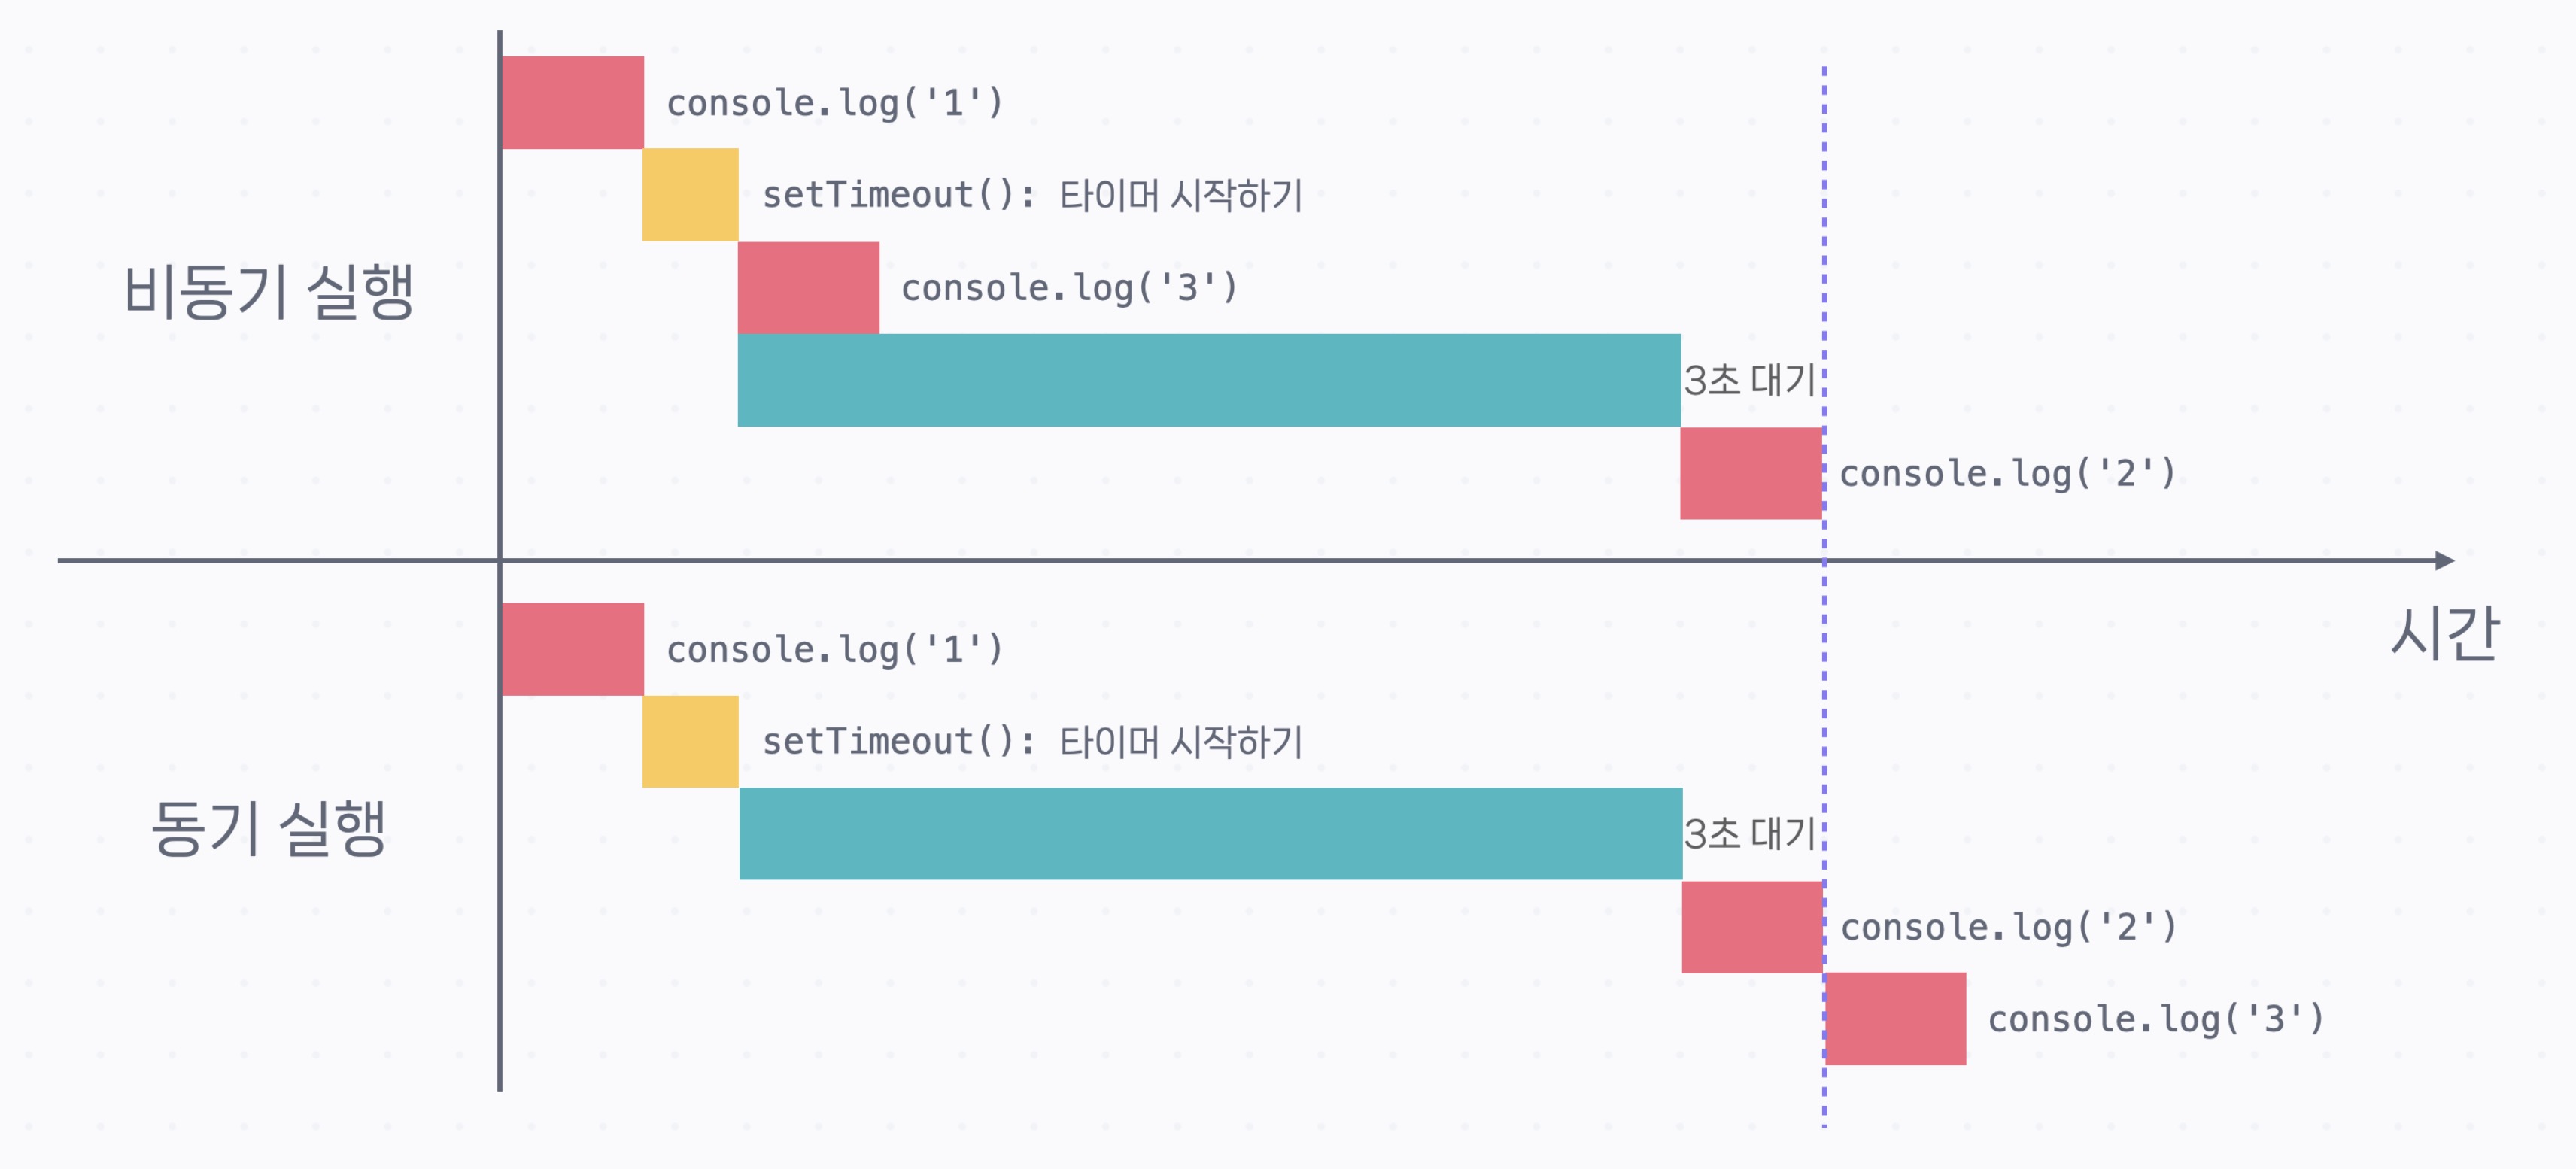 console.log('1')
setTimeout(): 타이머 시작하기
비동기 실행
console.log('3')
3초 대기
console.log('2')
시간
console.log('1')
setTimeout(): 타이머 시작하기
동기 실행
3초 대기
console.log('2')
console.log('3')